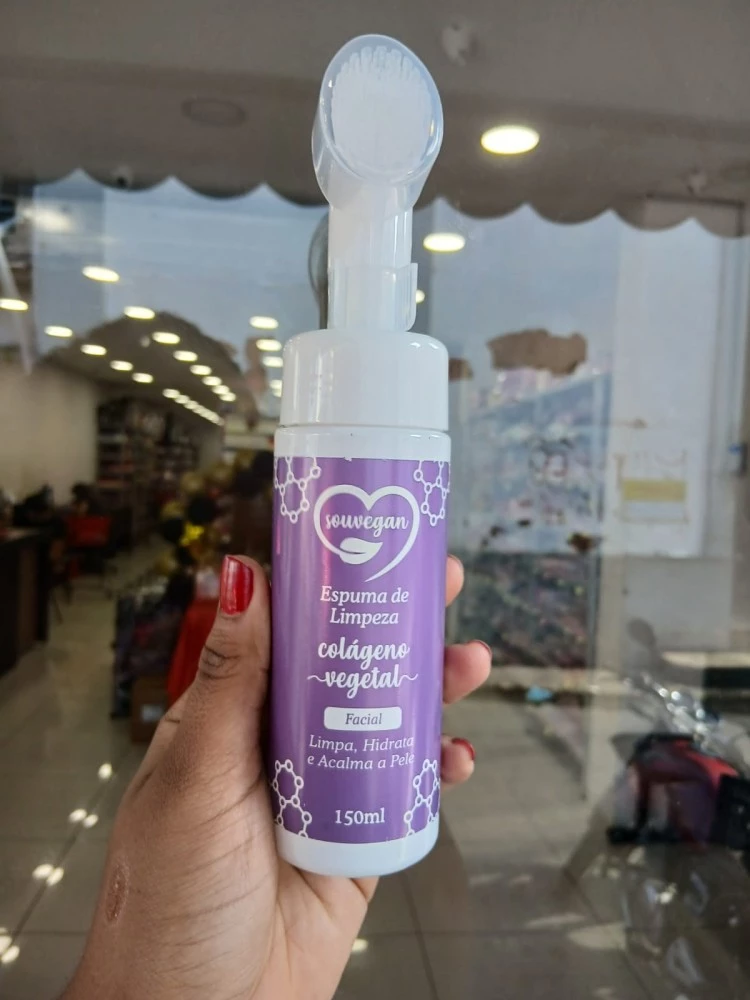 souvegan
Espuma de
Limpeza
colágeno
vegetal
Facial
Limpa, Hidrata
e Acalma a Pele
150ml